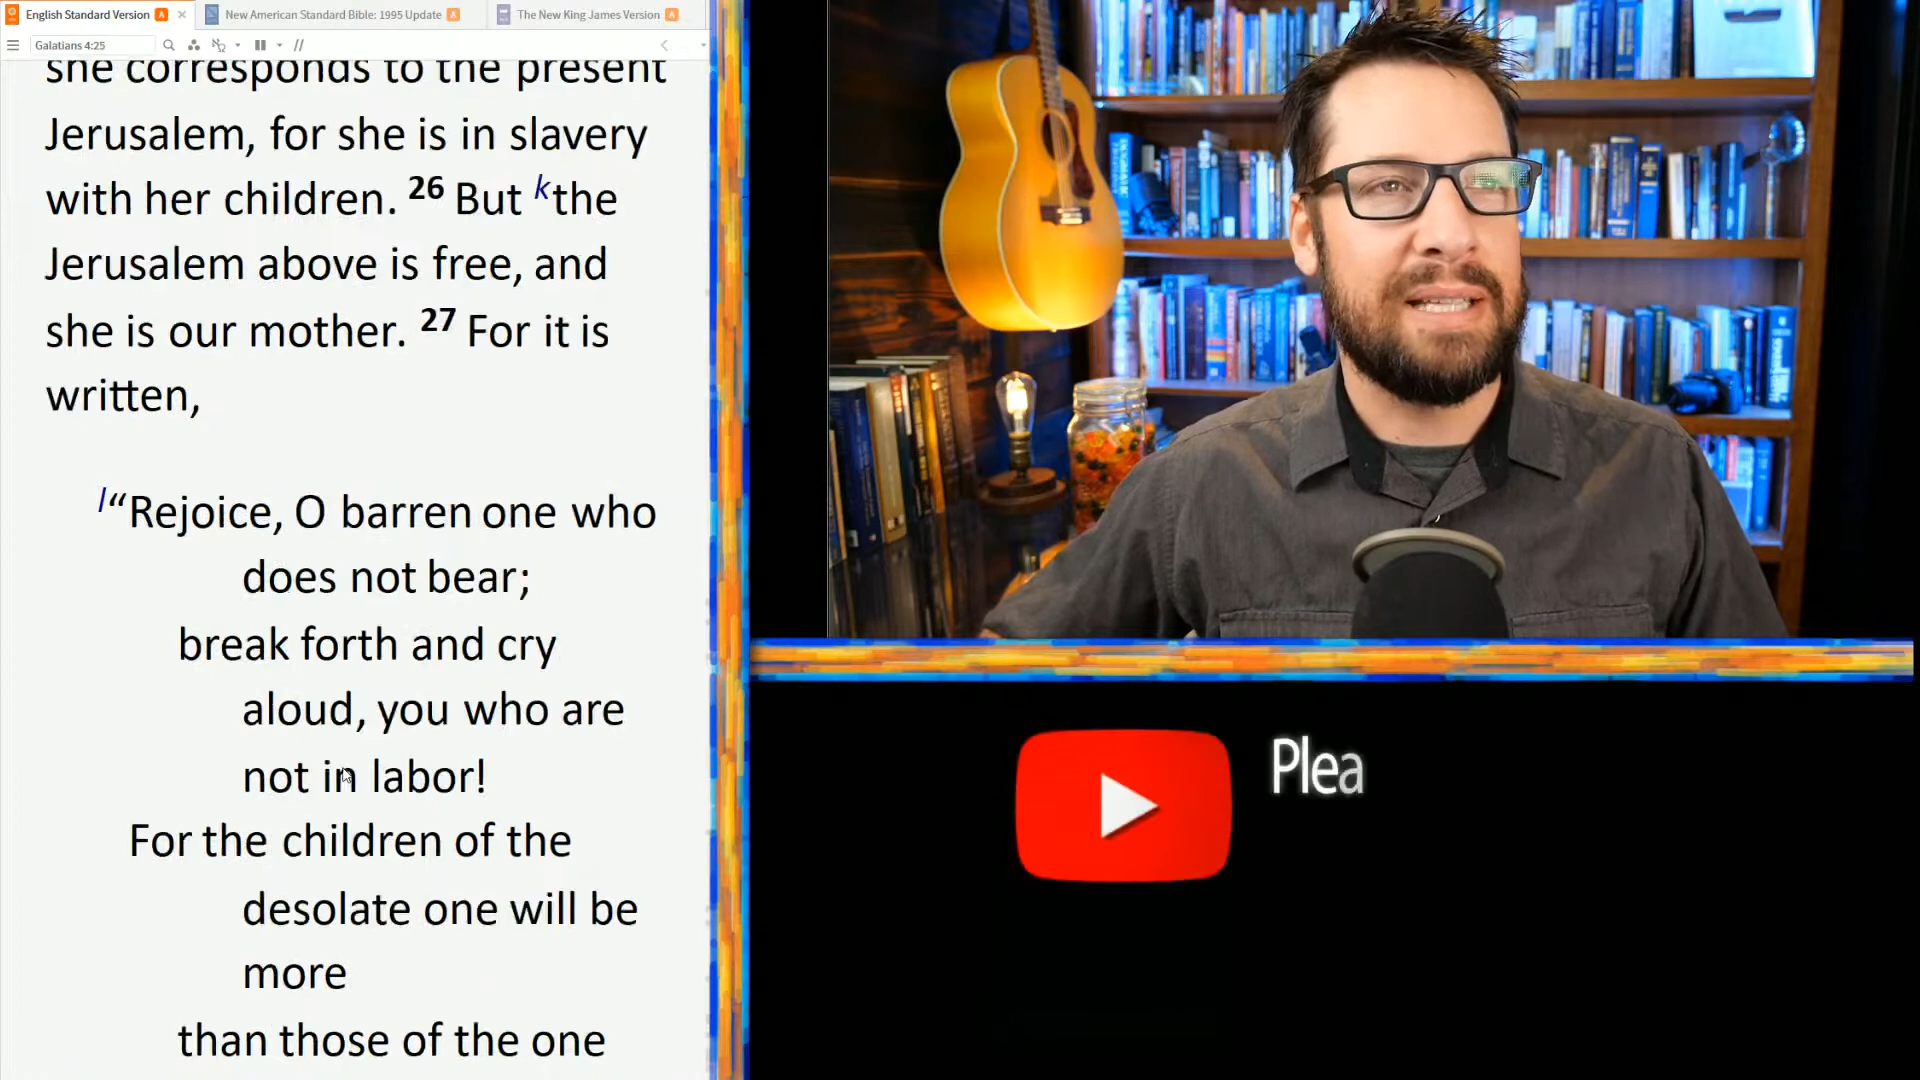 English Standard Version A
New American Standard Bible: 1995 Update A
The New King James Version A
Galatians 4:25
she corresponds to the present
Jerusalem, for she is in slavery
with her children. 26 But k the
Jerusalem above is free, and
she is our mother. 27 For it is
written,
l “Rejoice, O barren one who
does not bear;
break forth and cry
aloud, you who are
not in labor!
For the children of the
desolate one will be
more
than those of the one
Plea